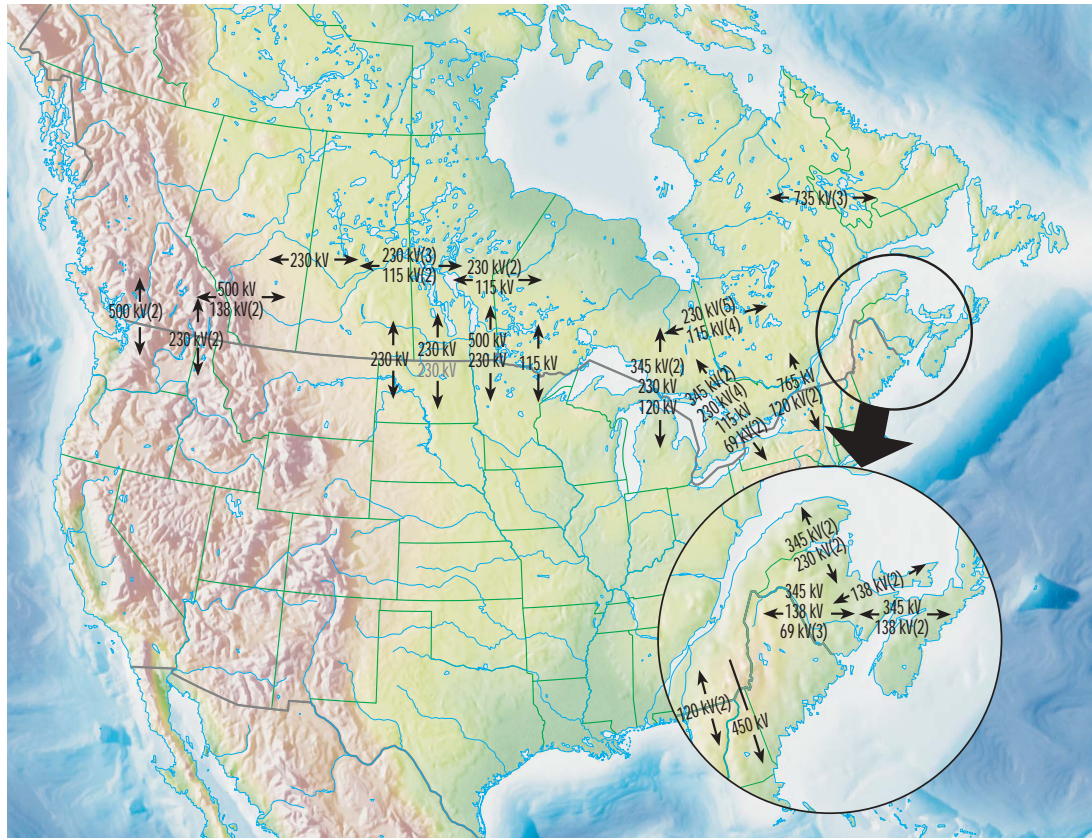 735 kV(3)
230 kV
230 kV(3)
115 kV(2)
230 kV(2)
115 kV
500 kV
138 kV(2)
500 kV(2)
230 kV(2)
230 kV
230 kV
230 kV
500 kV
230 kV
115 kV
230 kV(5)
115 kV(4)
345 kV(2)
230 kV
120 kV
345 kV(2)
230 kV(4)
115 kV
69 kV(2)
765 kV
120 kV(2)
345 kV(2)
230 kV(2)
138 kV(2)
345 kV
138 kV
69 kV(3)
345 kV
138 kV(2)
120 kV(2)
450 kV